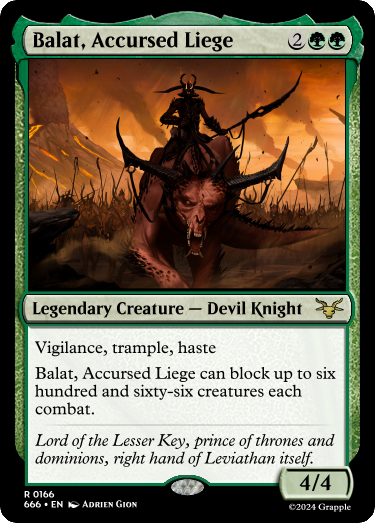 Balat, Accursed Liege 2
Legendary Creature — Devil Knight
Vigilance, trample, haste
Balat, Accursed Liege can block up to six
hundred and sixty-six creatures each
combat.
Lord of the Lesser Key, prince of thrones and
dominions, right hand of Leviathan itself.
4/4
R 0166
666 • EN Adrien Gion
©2024 Grapple